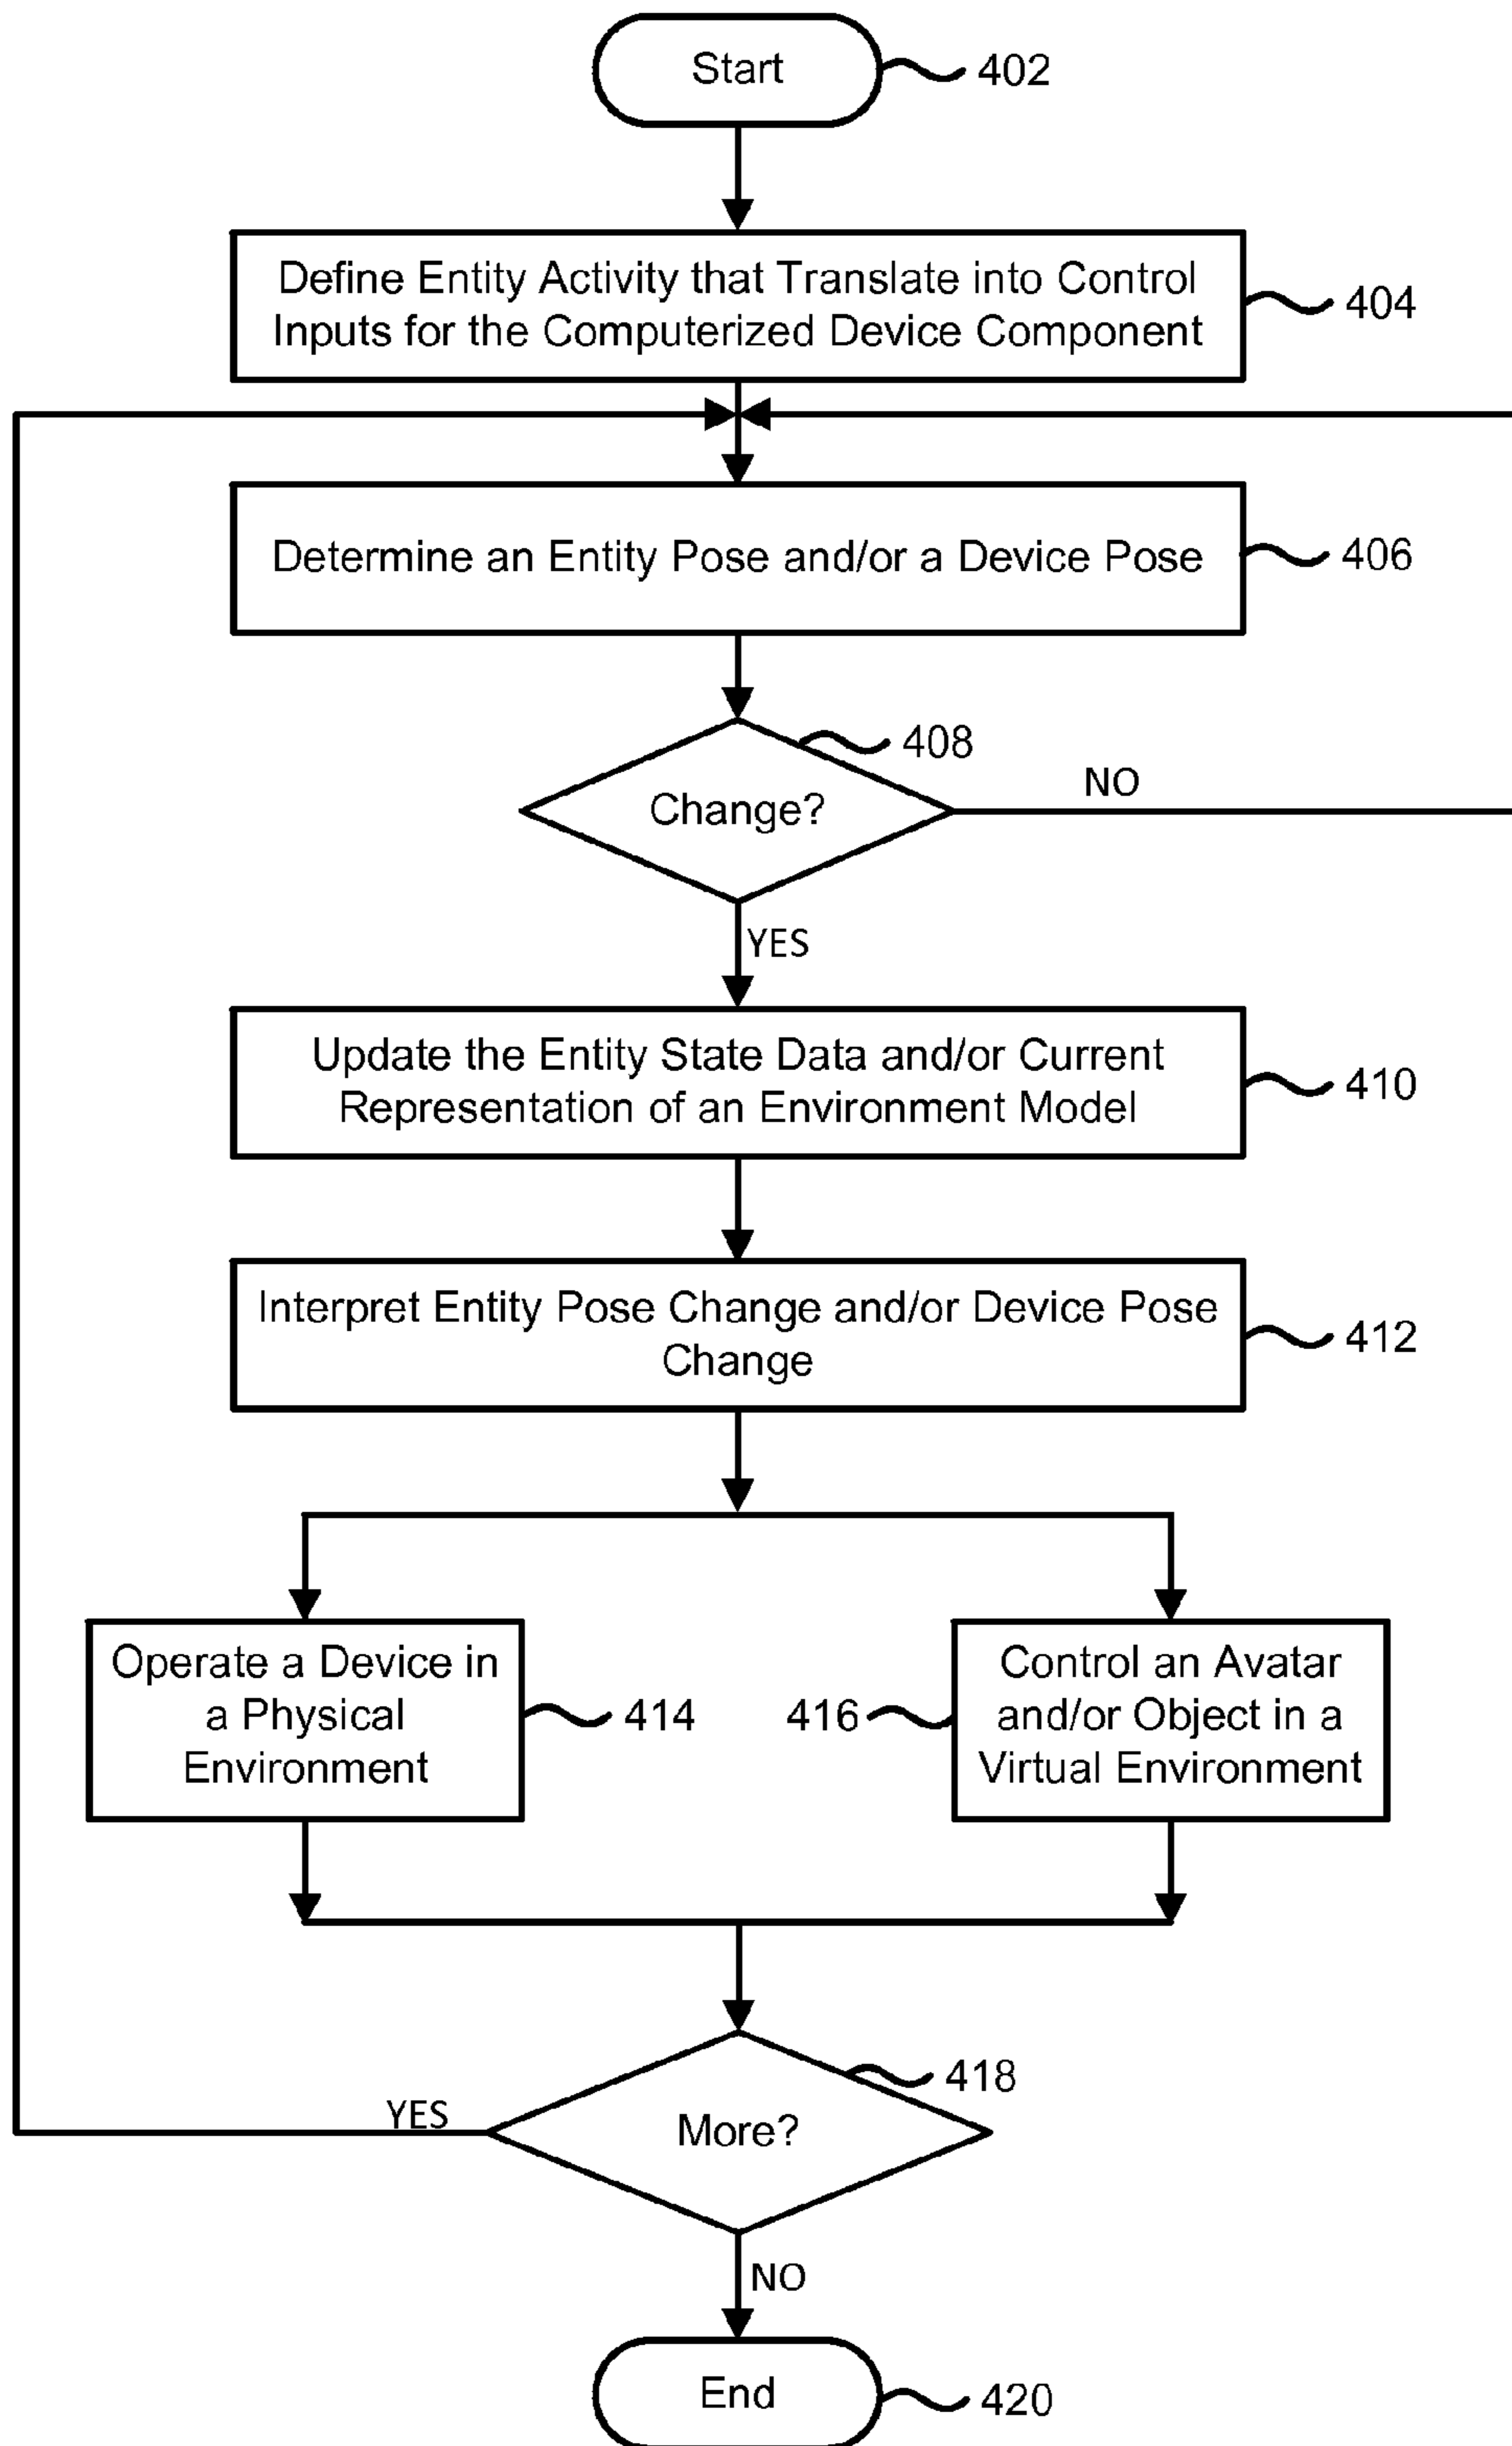 Start
402
Define Entity Activity that Translate into Control
Inputs for the Computerized Device Component
404
Determine an Entity Pose and/or a Device Pose
406
408
Change?
NO
YES
Update the Entity State Data and/or Current
Representation of an Environment Model
410
Interpret Entity Pose Change and/or Device Pose
Change
412
Operate a Device in
a Physical
Environment
414
416
Control an Avatar
and/or Object in a
Virtual Environment
418
More?
YES
NO
End
420